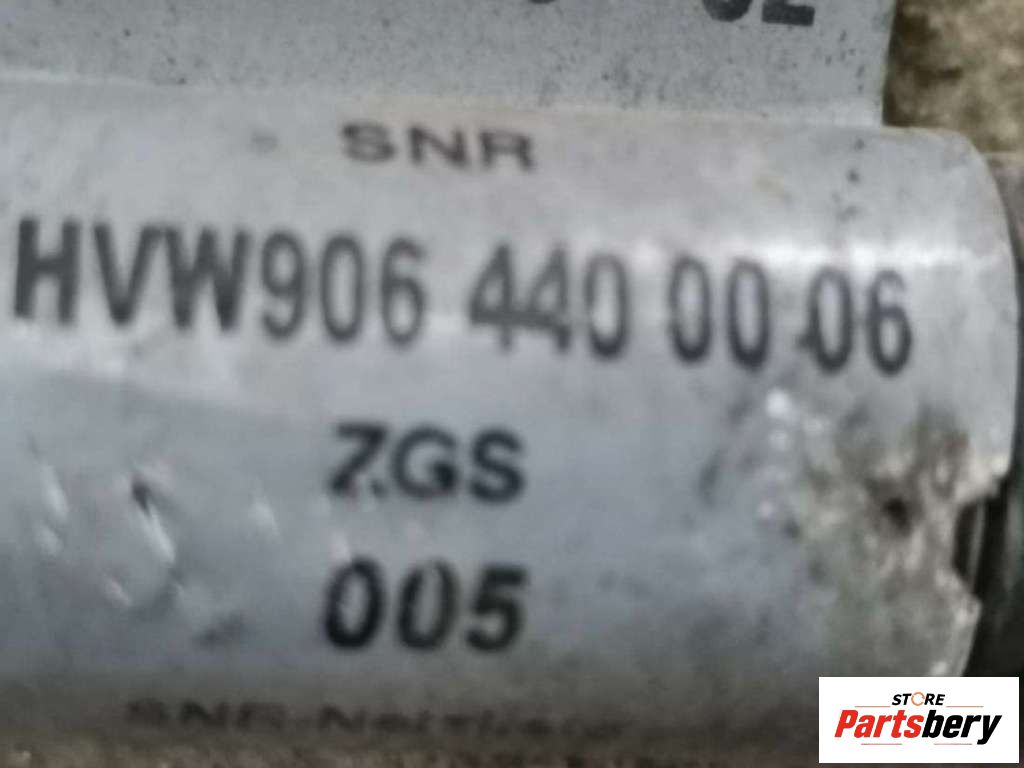 SNR
HVW906 440 00 06
ZGS
005
STORE
Partsbery